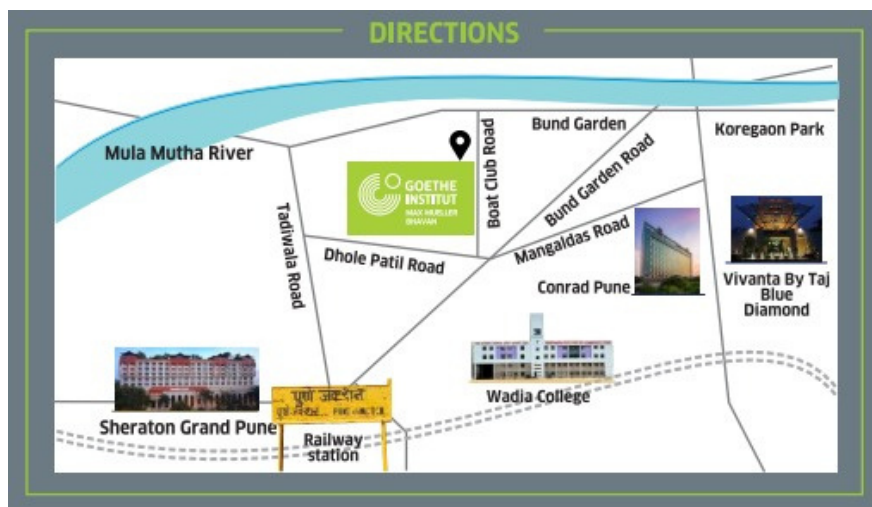 DIRECTIONS
Mula Mutha River
Bund Garden
Koregaon Park
GOETHE
INSTITUT
MAX MUELLER
BHAVAN
Boat Club Road
Bund Garden Road
Tadiwala Road
Dhole Patil Road
Mangaldas Road
Conrad Pune
Vivanta By Taj
Blue
Diamond
Wadia College
Sheraton Grand Pune
पुणे जंक्शन
Railway
station